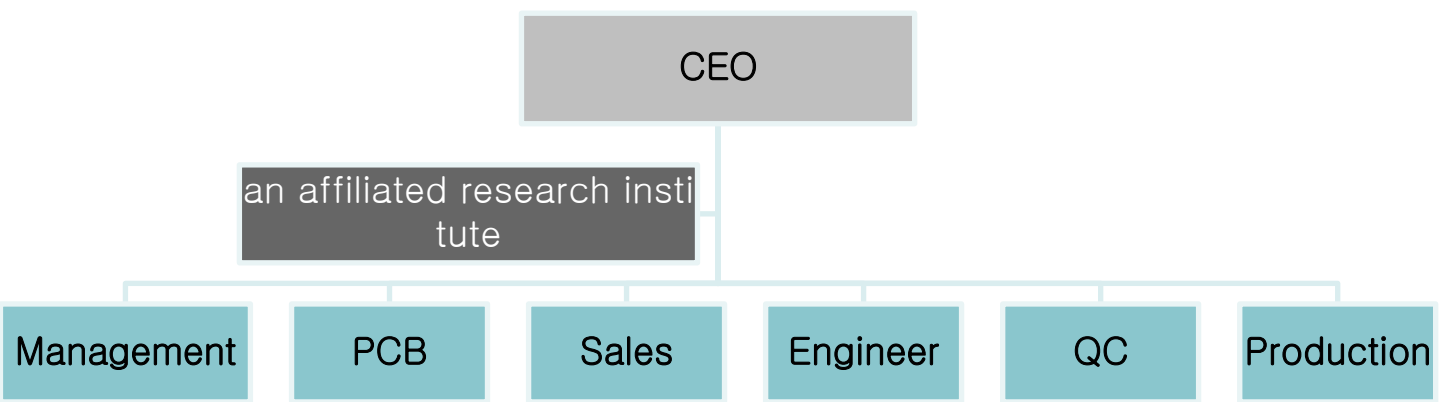 CEO
an affiliated research insti
tute
Management
PCB
Sales
Engineer
QC
Production